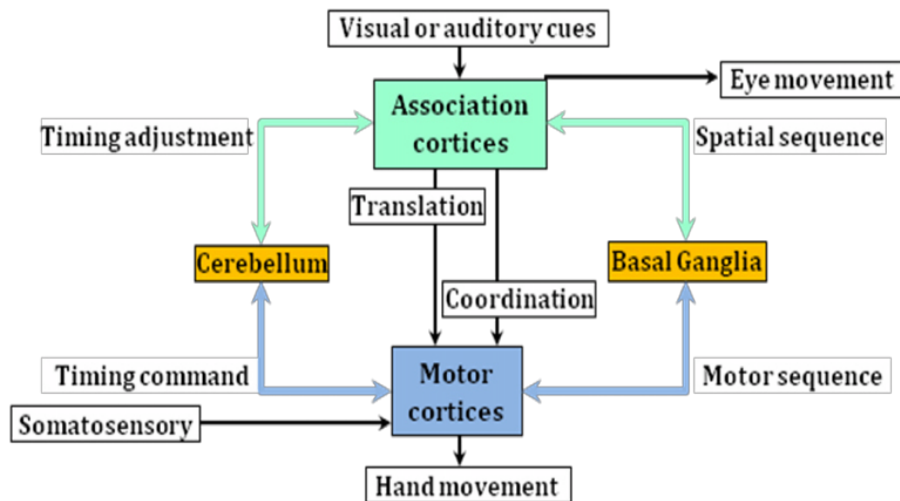 Visual or auditory cues
Eye movement
Association
cortices
Timing adjustment
Spatial sequence
Translation
Cerebellum
Basal Ganglia
Coordination
Timing command
Motor
cortices
Motor sequence
Somatosensory
Hand movement